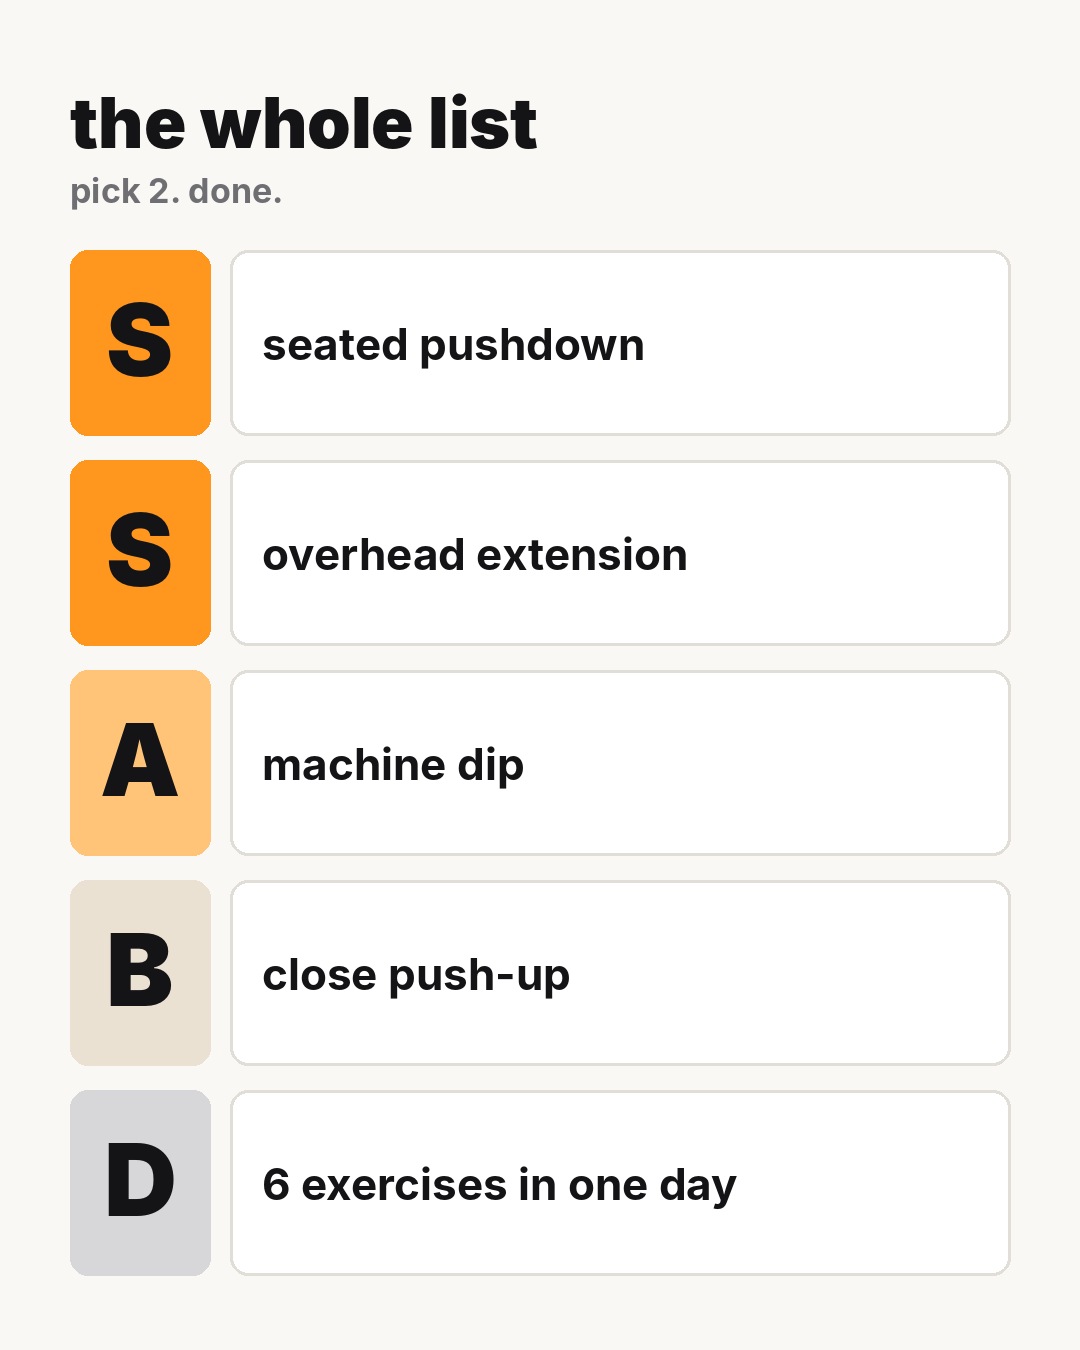 the whole list
pick 2. done.
S
seated pushdown
S
overhead extension
A
machine dip
B
close push-up
D
6 exercises in one day